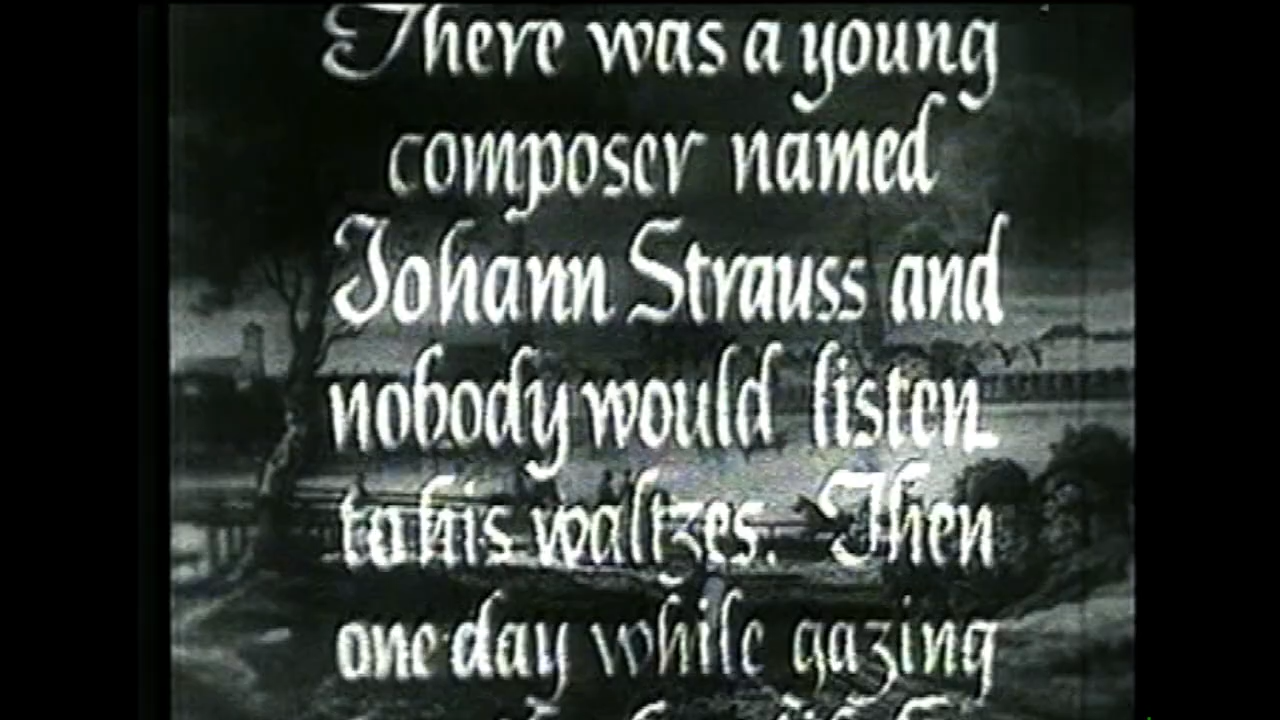 There was a young
composer named
Johann Strauss and
nobody would listen
to his waltzes. Then
one day while gazing